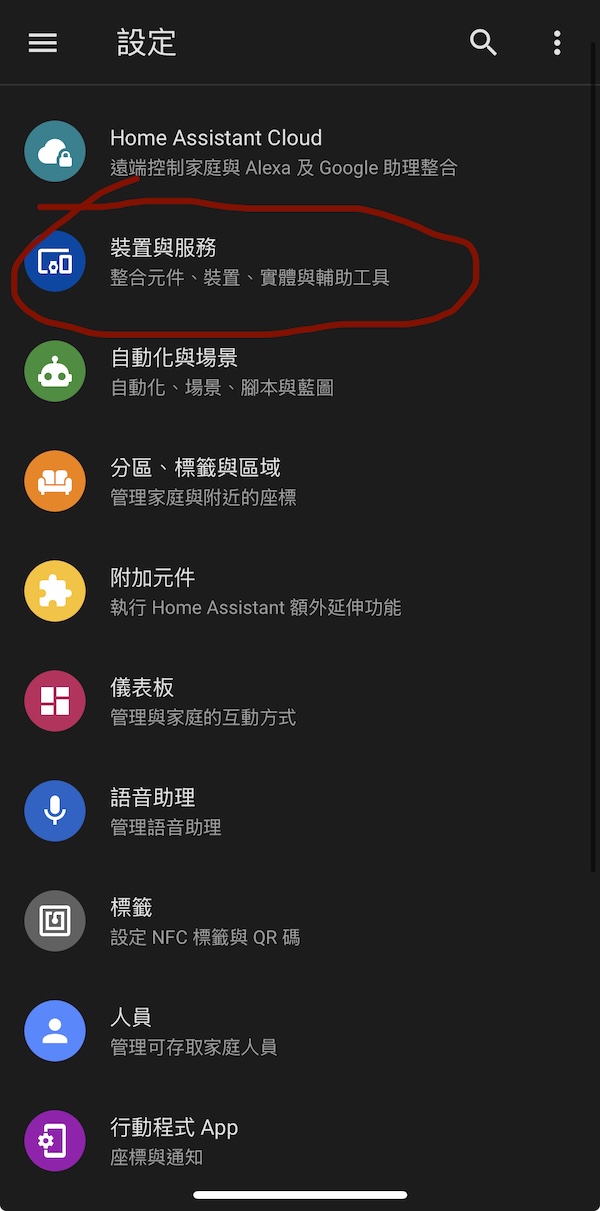 設定
Home Assistant Cloud
遠端控制家庭與 Alexa 及 Google 助理整合
裝置與服務
整合元件、裝置、實體與輔助工具
自動化與場景
自動化、場景、腳本與藍圖
分區、標籤與區域
管理家庭與附近的座標
附加元件
執行 Home Assistant 額外延伸功能
儀表板
管理與家庭的互動方式
語音助理
管理語音助理
標籤
設定 NFC 標籤與 QR 碼
人員
管理可存取家庭人員
行動程式 App
座標與通知